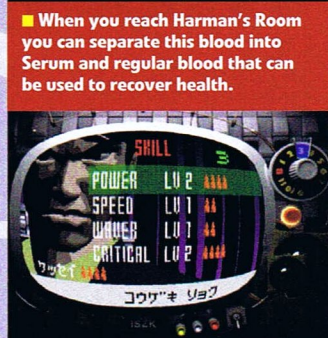 ■ When you reach Harman's Room
you can separate this blood into
Serum and regular blood that can
be used to recover health.
SKILL
3
POWER LV 2
SPEED LV 1
WAVER LV 1
CRITICAL LV 2
コウゲキ リョク